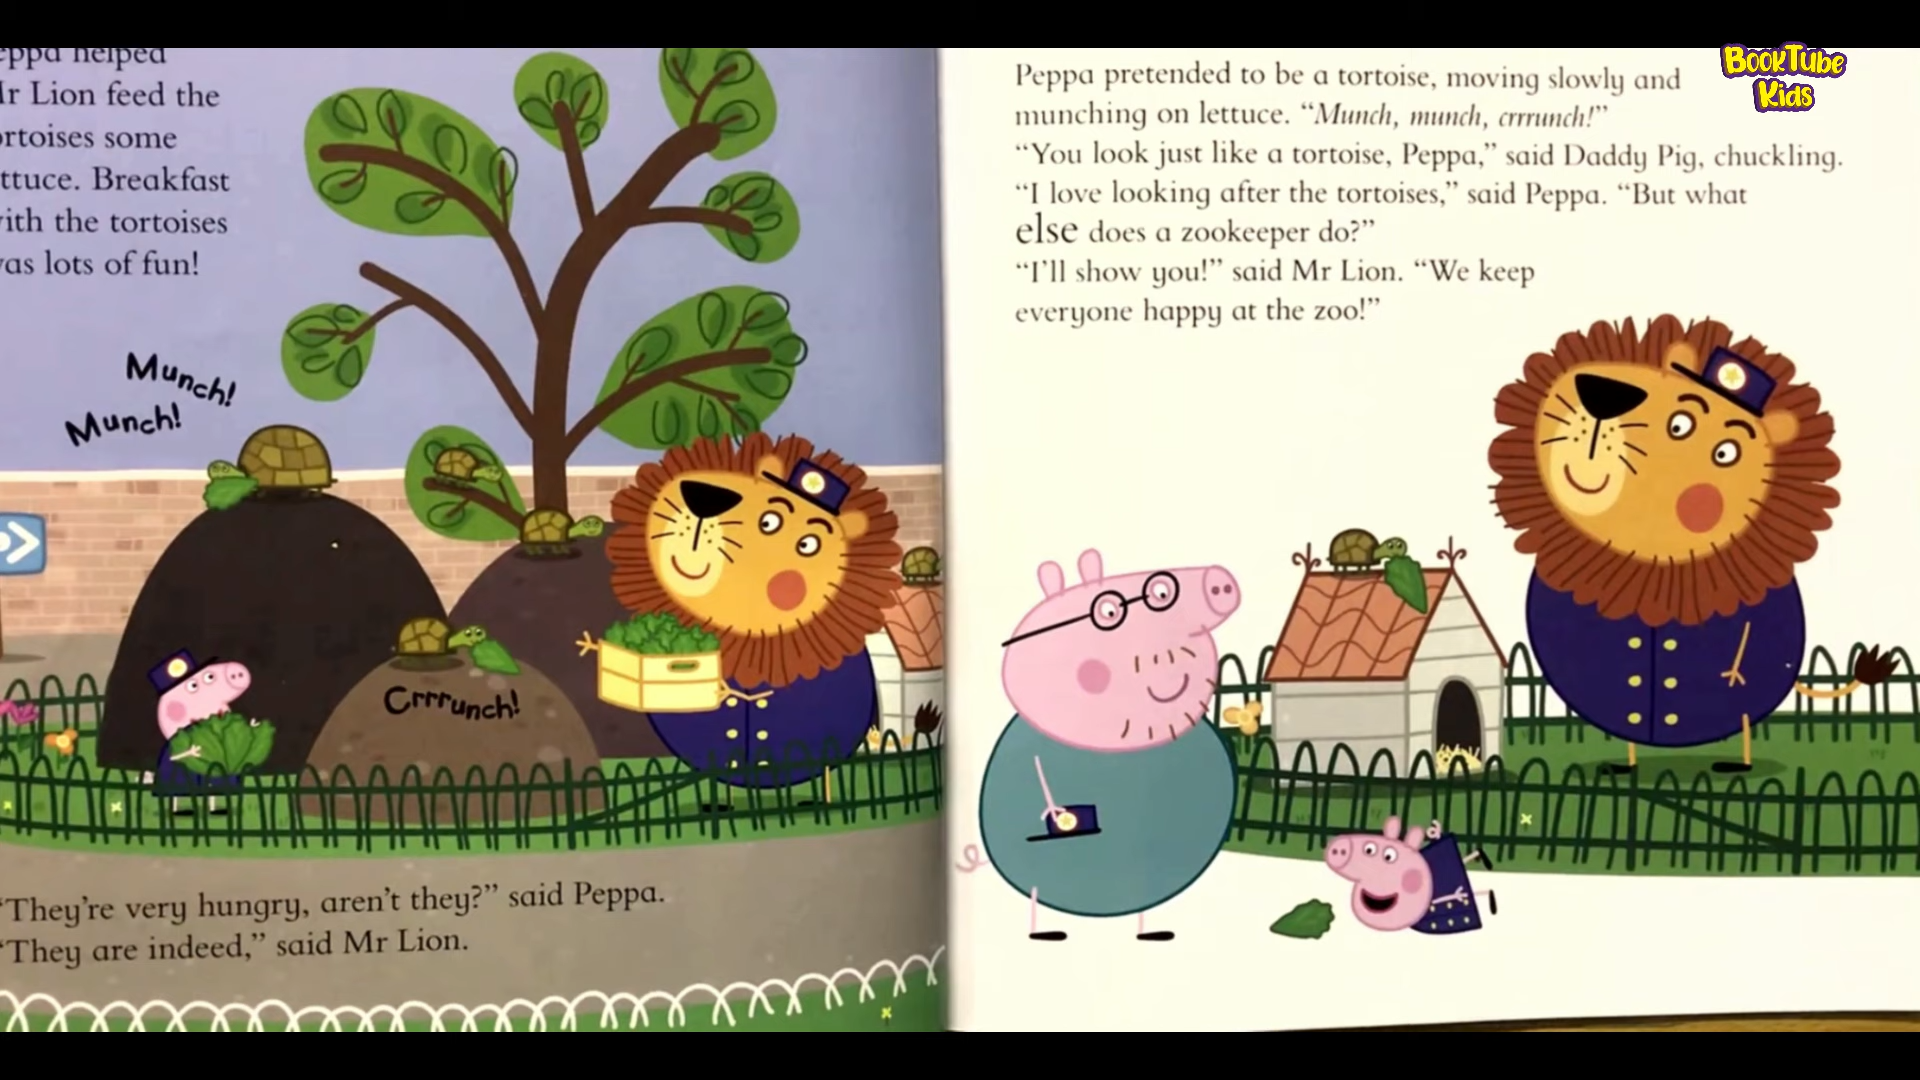 eppa helped
Mr Lion feed the
ortoises some
ttuce. Breakfast
with the tortoises
was lots of fun!
Munch!
Munch!
Crrrunch!
“They’re very hungry, aren’t they?” said Peppa.
“They are indeed,” said Mr Lion.
Peppa pretended to be a tortoise, moving slowly and
munching on lettuce. “Munch, munch, crrrunch!”
“You look just like a tortoise, Peppa,” said Daddy Pig, chuckling.
“I love looking after the tortoises,” said Peppa. “But what
else does a zookeeper do?”
“I’ll show you!” said Mr Lion. “We keep
everyone happy at the zoo!”
BookTube
Kids